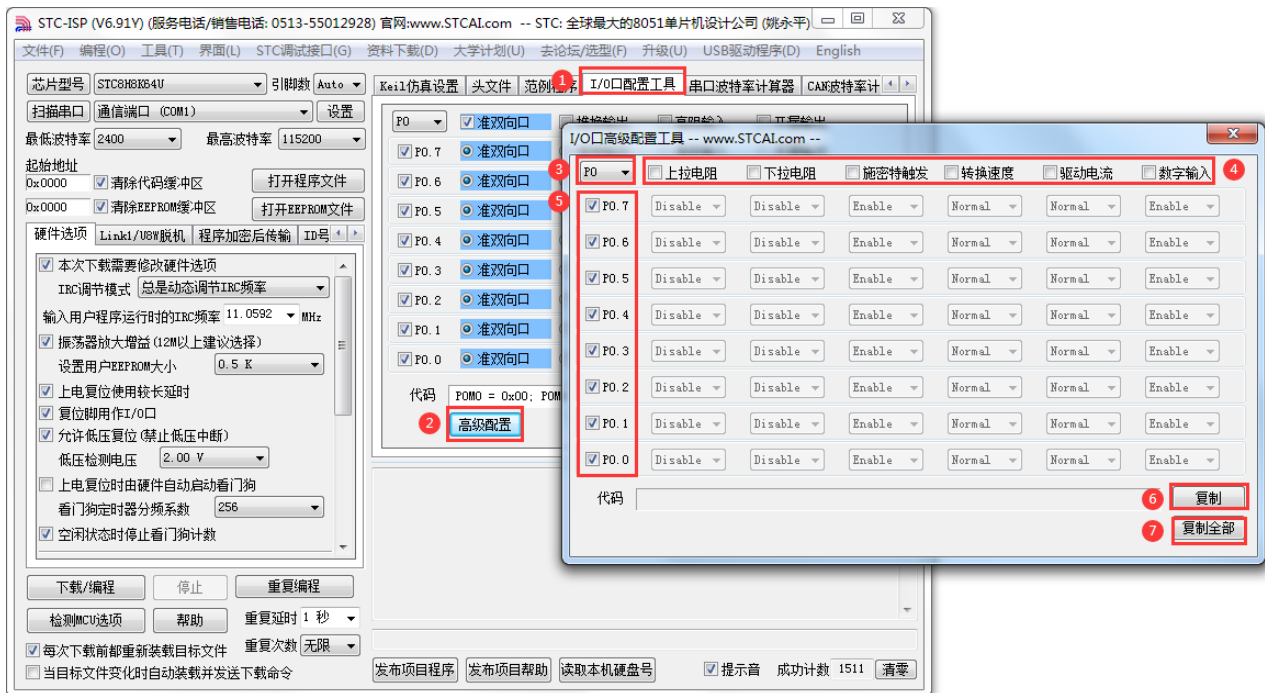 STC-ISP (V6.91Y) (服务电话/销售电话: 0513-55012928) 官网:www.STCAI.com -- STC: 全球最大的8051单片机设计公司 (姚永平)
文件(F) 编程(O) 工具(T) 界面(L) STC调试接口(G) 资料下载(D) 大学计划(U) 去论坛/选型(F) 升级(U) USB驱动程序(D) English
芯片型号 STC8H8K64U 引脚数 Auto
扫描串口 通信端口 (COM1) 设置
最低波特率 2400 最高波特率 115200
起始地址
0x0000 清除代码缓冲区 打开程序文件
0x0000 清除EEPROM缓冲区 打开EEPROM文件
硬件选项 Link1/U8W脱机 程序加密后传输 ID号
本次下载需要修改硬件选项
IRC调节模式 总是动态调节IRC频率
输入用户程序运行时的IRC频率 11.0592 MHz
振荡器放大增益(12M以上建议选择)
设置用户EEPROM大小 0.5 K
上电复位使用较长延时
复位脚用作I/O口
允许低压复位(禁止低压中断)
低压检测电压 2.00 V
上电复位时由硬件自动启动看门狗
看门狗定时器分频系数 256
空闲状态时停止看门狗计数
下载/编程 停止 重复编程
检测MCU选项 帮助 重复延时 1 秒
每次下载前都重新装载目标文件 重复次数 无限
当目标文件变化时自动装载并发送下载命令
Keil仿真设置 头文件 范例程序 1 I/O口配置工具 串口波特率计算器 CAN波特率计
P0 准双向口 推挽输出 高阻输入 开漏输出
P0.7 准双向口
P0.6 准双向口
P0.5 准双向口
P0.4 准双向口
P0.3 准双向口
P0.2 准双向口
P0.1 准双向口
P0.0 准双向口
代码 P0M0 = 0x00; P0M
2 高级配置
发布项目程序 发布项目帮助 读取本机硬盘号 提示音 成功计数 1511 清零
I/O口高级配置工具 -- www.STCAI.com --
3 P0 上拉电阻 下拉电阻 施密特触发 转换速度 驱动电流 数字输入 4
5 P0.7 Disable Disable Enable Normal Normal Enable
P0.6 Disable Disable Enable Normal Normal Enable
P0.5 Disable Disable Enable Normal Normal Enable
P0.4 Disable Disable Enable Normal Normal Enable
P0.3 Disable Disable Enable Normal Normal Enable
P0.2 Disable Disable Enable Normal Normal Enable
P0.1 Disable Disable Enable Normal Normal Enable
P0.0 Disable Disable Enable Normal Normal Enable
代码 6 复制
7 复制全部